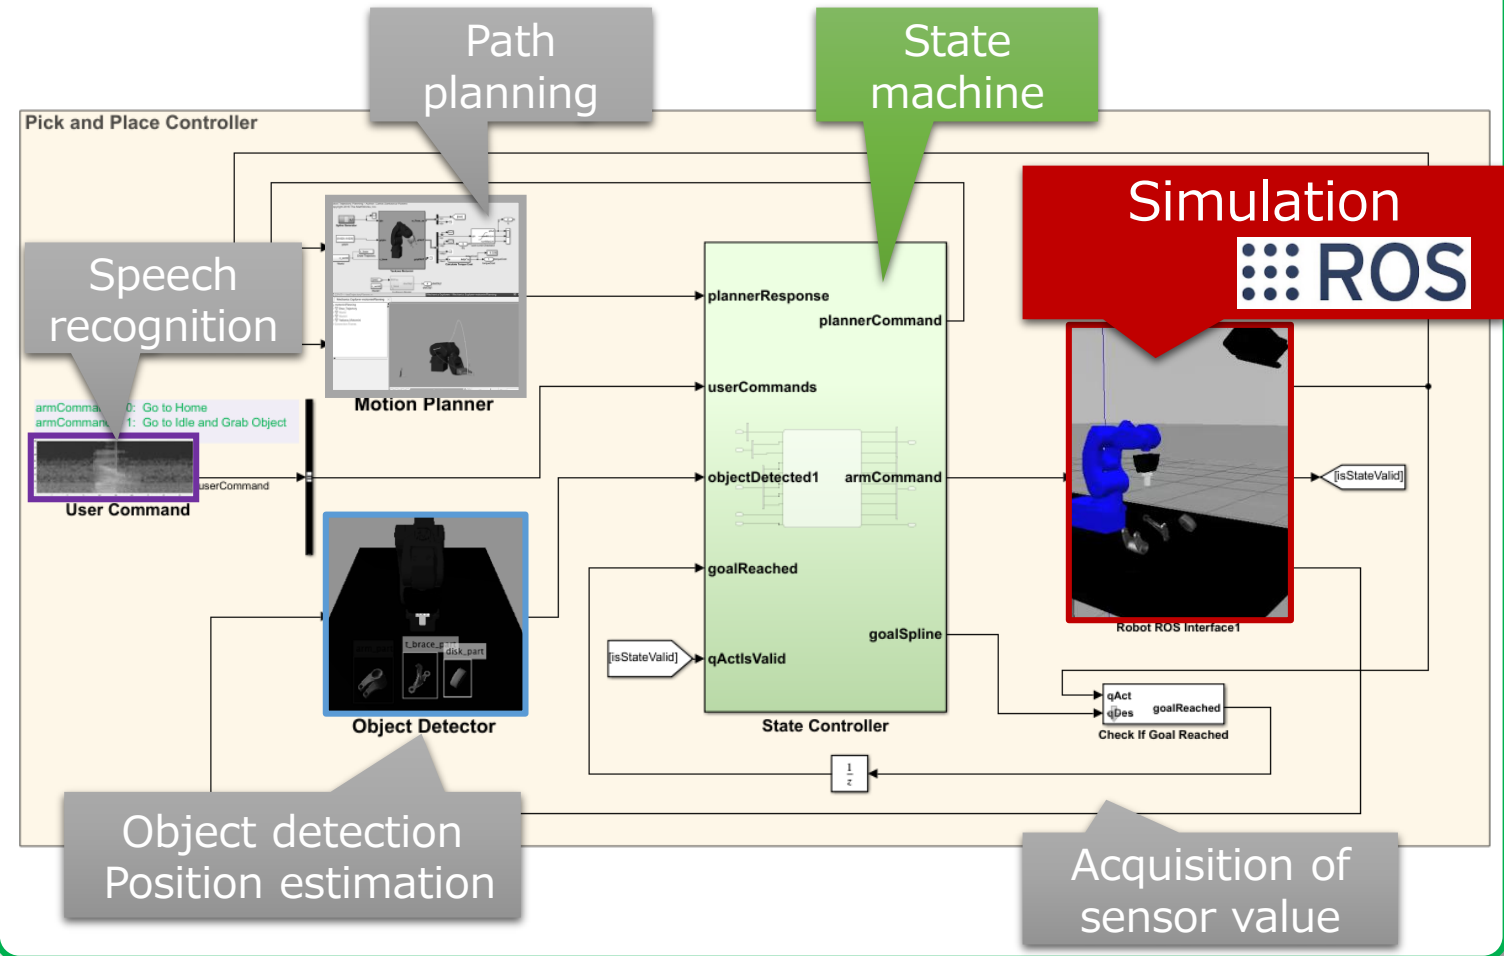 Path
planning
State
machine
Pick and Place Controller
Simulation
ROS
Speech
recognition
plannerResponse
plannerCommand
userCommands
Motion Planner
armComma 0: Go to Home
armComman 1: Go to Idle and Grab Object
userCommand
User Command
objectDetected1
armCommand
[isStateValid]
goalReached
t_brace_part
disk_part
goalSpline
Robot ROS Interface1
[isStateValid]
qActIsValid
qAct
qDes
goalReached
Check If Goal Reached
Object Detector
State Controller
1
z
Object detection
Position estimation
Acquisition of
sensor value